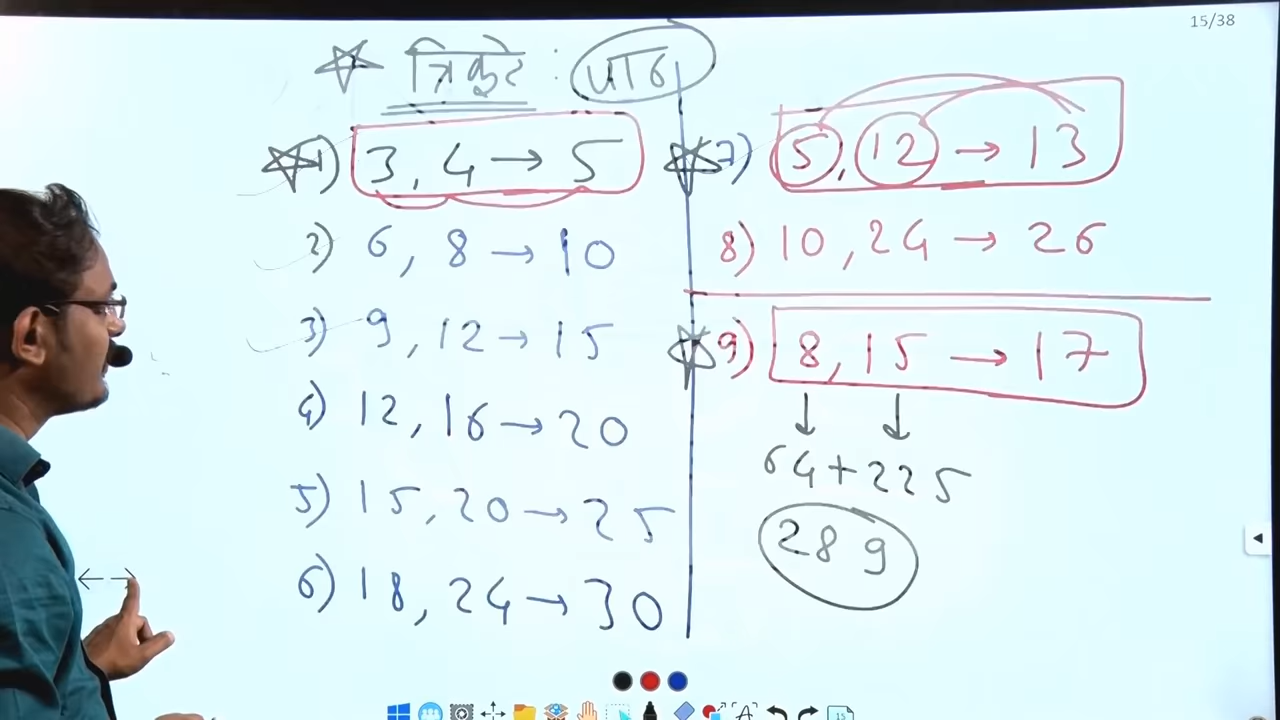 15/38
त्रिकुटे : पाठ
1) 3, 4 → 5
2) 6, 8 → 10
3) 9, 12 → 15
4) 12, 16 → 20
5) 15, 20 → 25
6) 18, 24 → 30
7) 5, 12 → 13
8) 10, 24 → 26
9) 8, 15 → 17
64 + 225
289